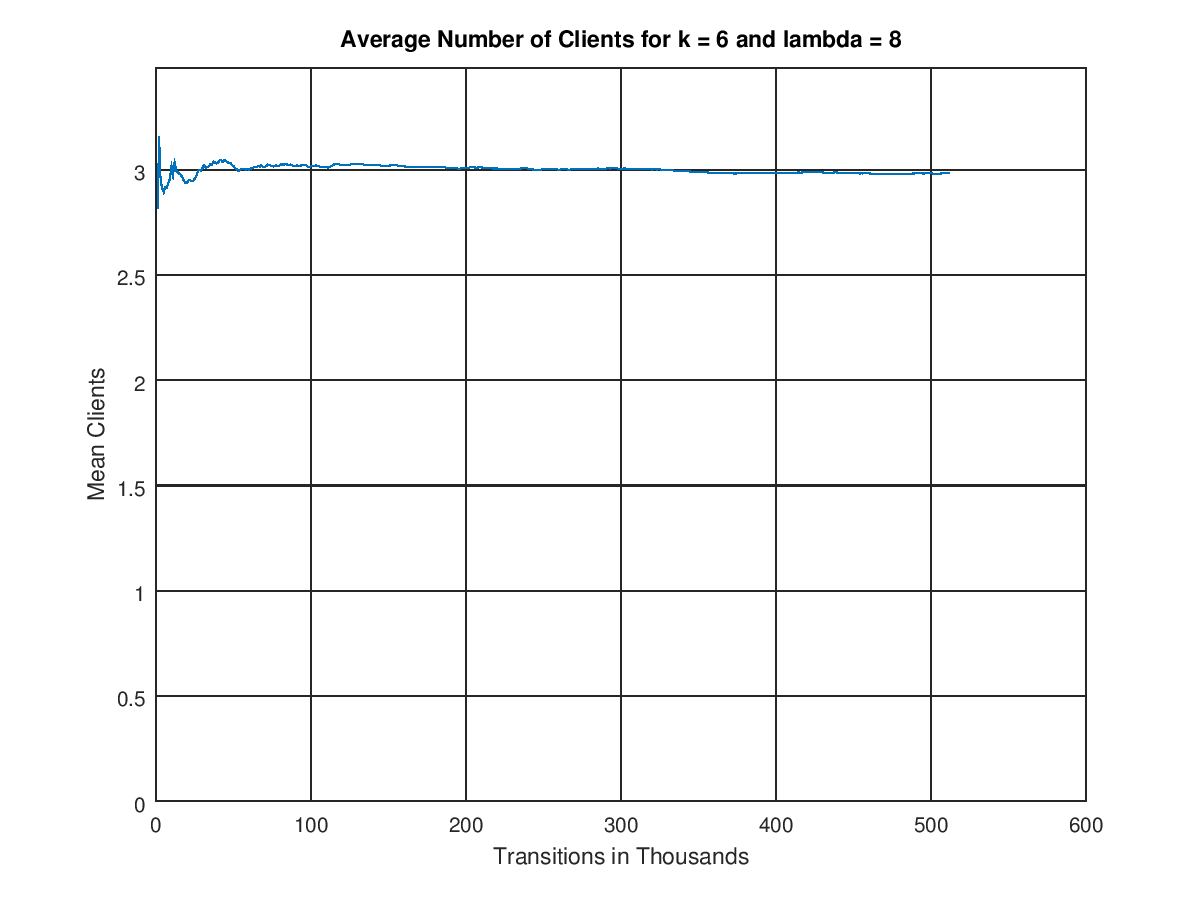 Average Number of Clients for k = 6 and lambda = 8
3
2.5
2
1.5
1
0.5
0
Mean Clients
0 100 200 300 400 500 600
Transitions in Thousands